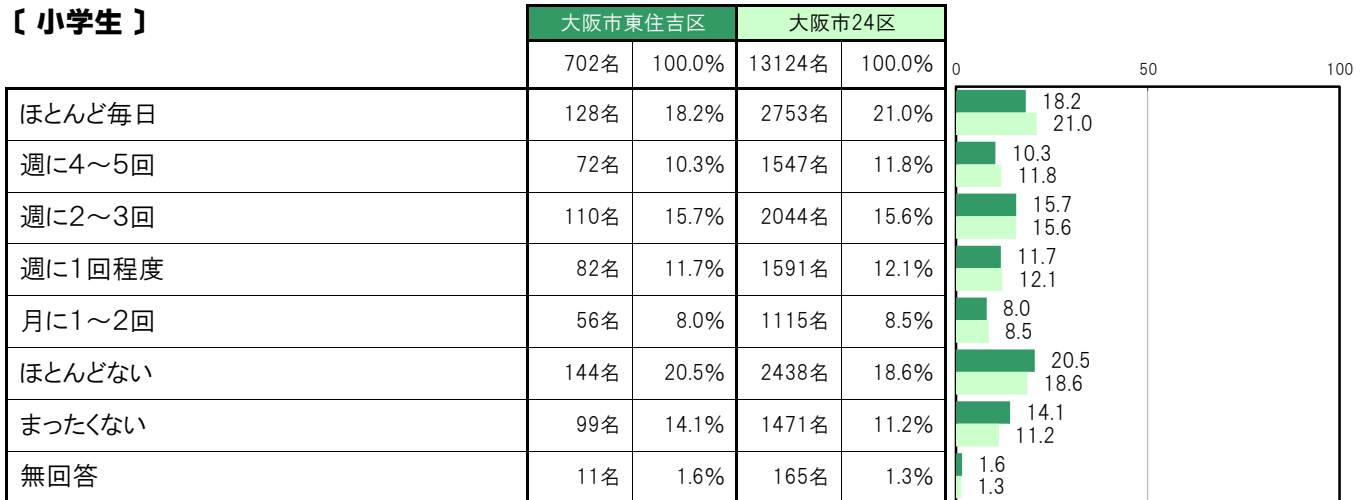 〔 小学生 〕
大阪市東住吉区 大阪市24区
702名 100.0% 13124名 100.0%
0 50 100
ほとんど毎日 128名 18.2% 2753名 21.0%
18.2
21.0
週に4～5回 72名 10.3% 1547名 11.8%
10.3
11.8
週に2～3回 110名 15.7% 2044名 15.6%
15.7
15.6
週に1回程度 82名 11.7% 1591名 12.1%
11.7
12.1
月に1～2回 56名 8.0% 1115名 8.5%
8.0
8.5
ほとんどない 144名 20.5% 2438名 18.6%
20.5
18.6
まったくない 99名 14.1% 1471名 11.2%
14.1
11.2
無回答 11名 1.6% 165名 1.3%
1.6
1.3